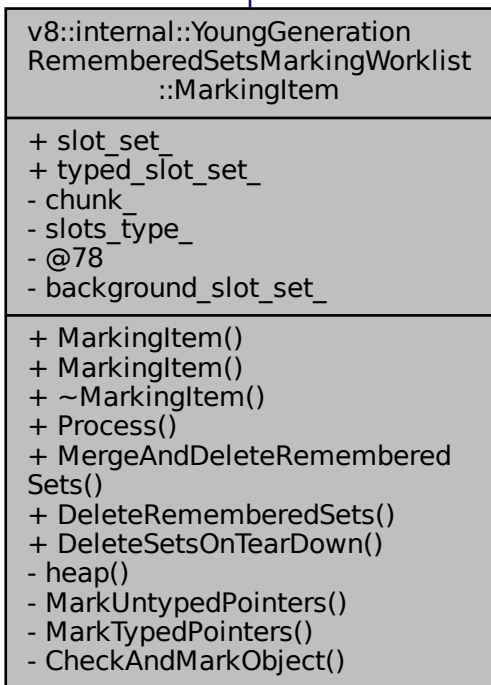 v8::internal::YoungGeneration
RememberedSetsMarkingWorklist
::MarkingItem
+ slot_set_
+ typed_slot_set_
- chunk_
- slots_type_
- @78
- background_slot_set_
+ MarkingItem()
+ MarkingItem()
+ ~MarkingItem()
+ Process()
+ MergeAndDeleteRemembered
Sets()
+ DeleteRememberedSets()
+ DeleteSetsOnTearDown()
- heap()
- MarkUntypedPointers()
- MarkTypedPointers()
- CheckAndMarkObject()